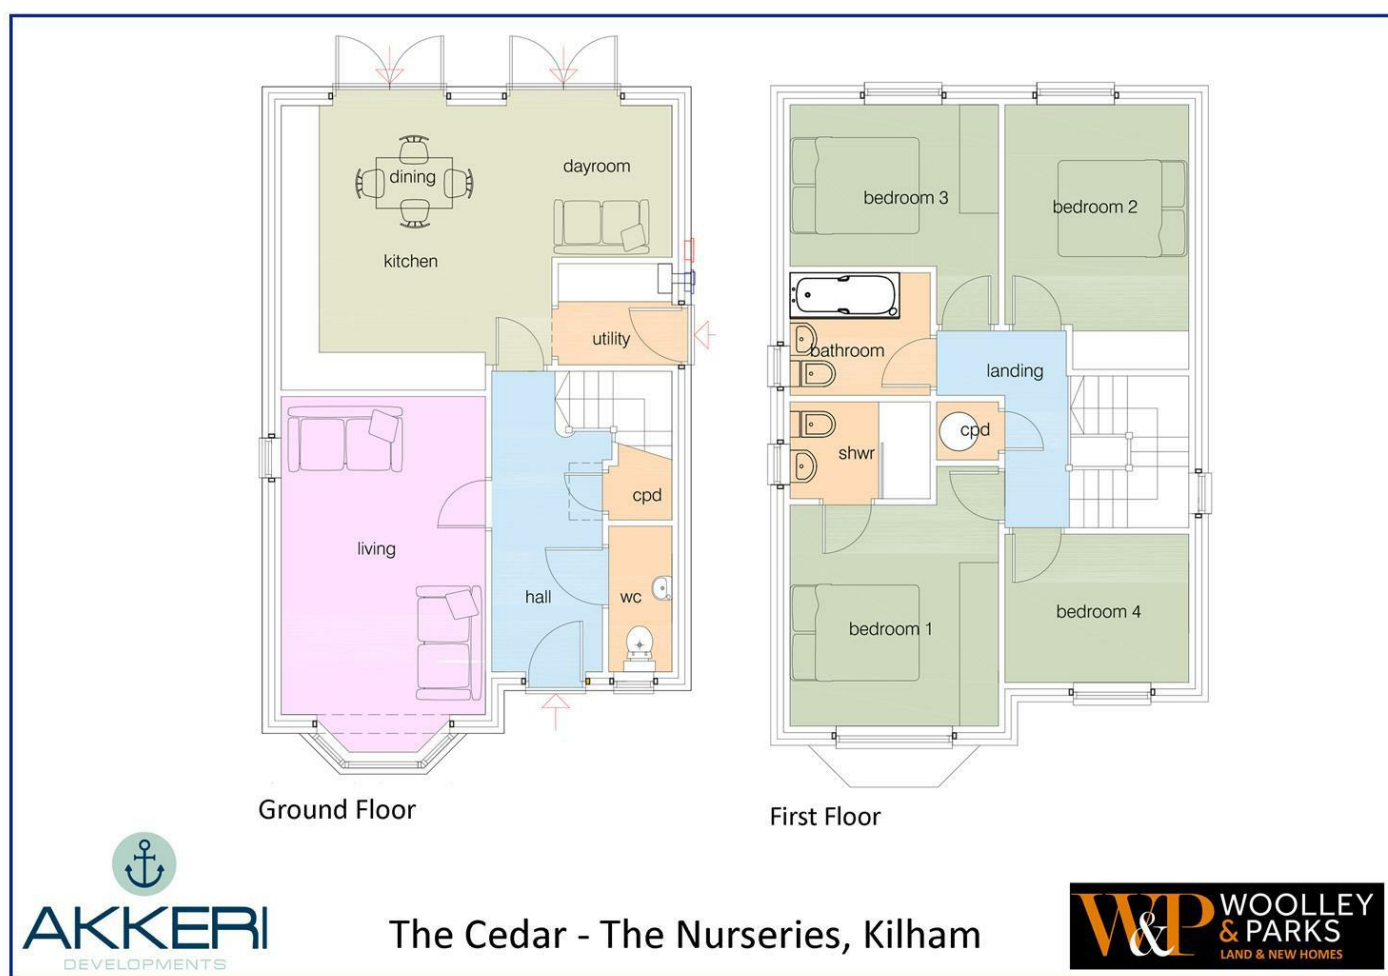 dining
dayroom
kitchen
utility
cpd
living
hall
wc
Ground Floor
bedroom 3
bedroom 2
bathroom
landing
cpd
shwr
bedroom 1
bedroom 4
First Floor
AKKERI
DEVELOPMENTS
The Cedar - The Nurseries, Kilham
W&P
WOOLLEY
& PARKS
LAND & NEW HOMES